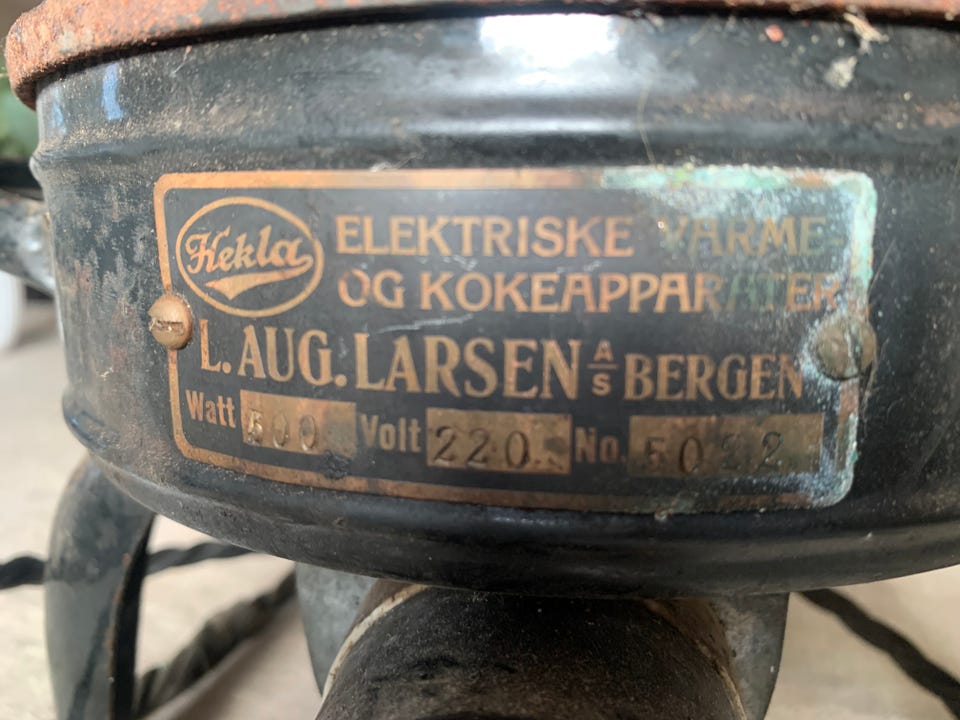 Hekla
ELEKTRISKE VARME-
OG KOKEAPPARATER
L. AUG. LARSEN A/S BERGEN
Watt 500 Volt 220 No. 5022